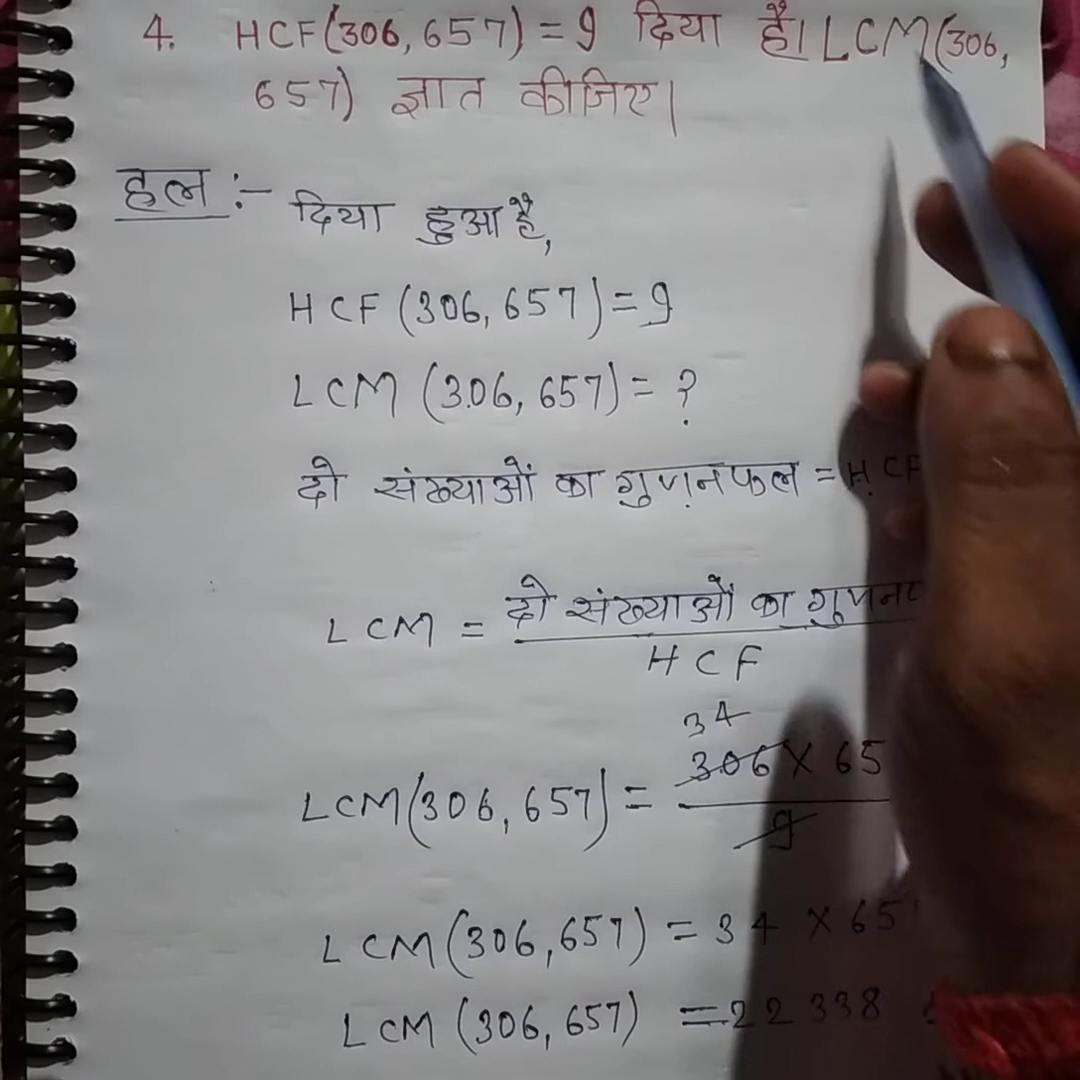 4. HCF(306,657)=9 दिया है। LCM(306,
657) ज्ञात कीजिए।
हल :- दिया हुआ है,
HCF (306,657)=9
LCM (306,657)= ?
दो संख्याओं का गुणनफल = HCF
LCM = दो संख्याओं का
HCF
34
LCM(306,657)= 306 × 65
9
LCM(306,657) = 34 × 65
LCM (306,657) = 22338